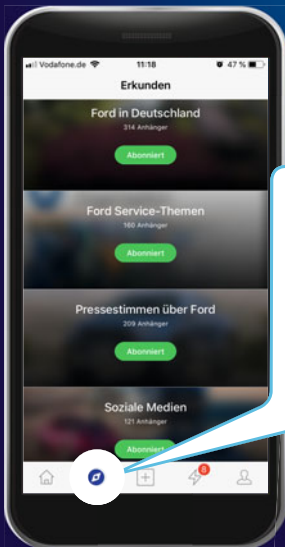 Vodafone.de 11:18 47 %
Erkunden
Ford in Deutschland
314 Anhänger
Abonniert
Ford Service-Themen
160 Anhänger
Abonniert
Pressestimmen über Ford
209 Anhänger
Abonniert
Soziale Medien
121 Anhänger
Abonniert
8